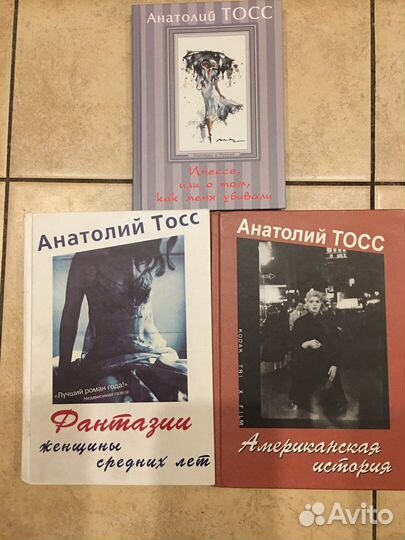 Анатолий ТОСС
Инессе,
или о том,
как меня убивали
Анатолий ТОСС
«Лучший роман года!»
Независимая газета
Фантазии
женщины
средних лет
Анатолий ТОСС
KODAK TRI X FILM
Американская
история
Avito